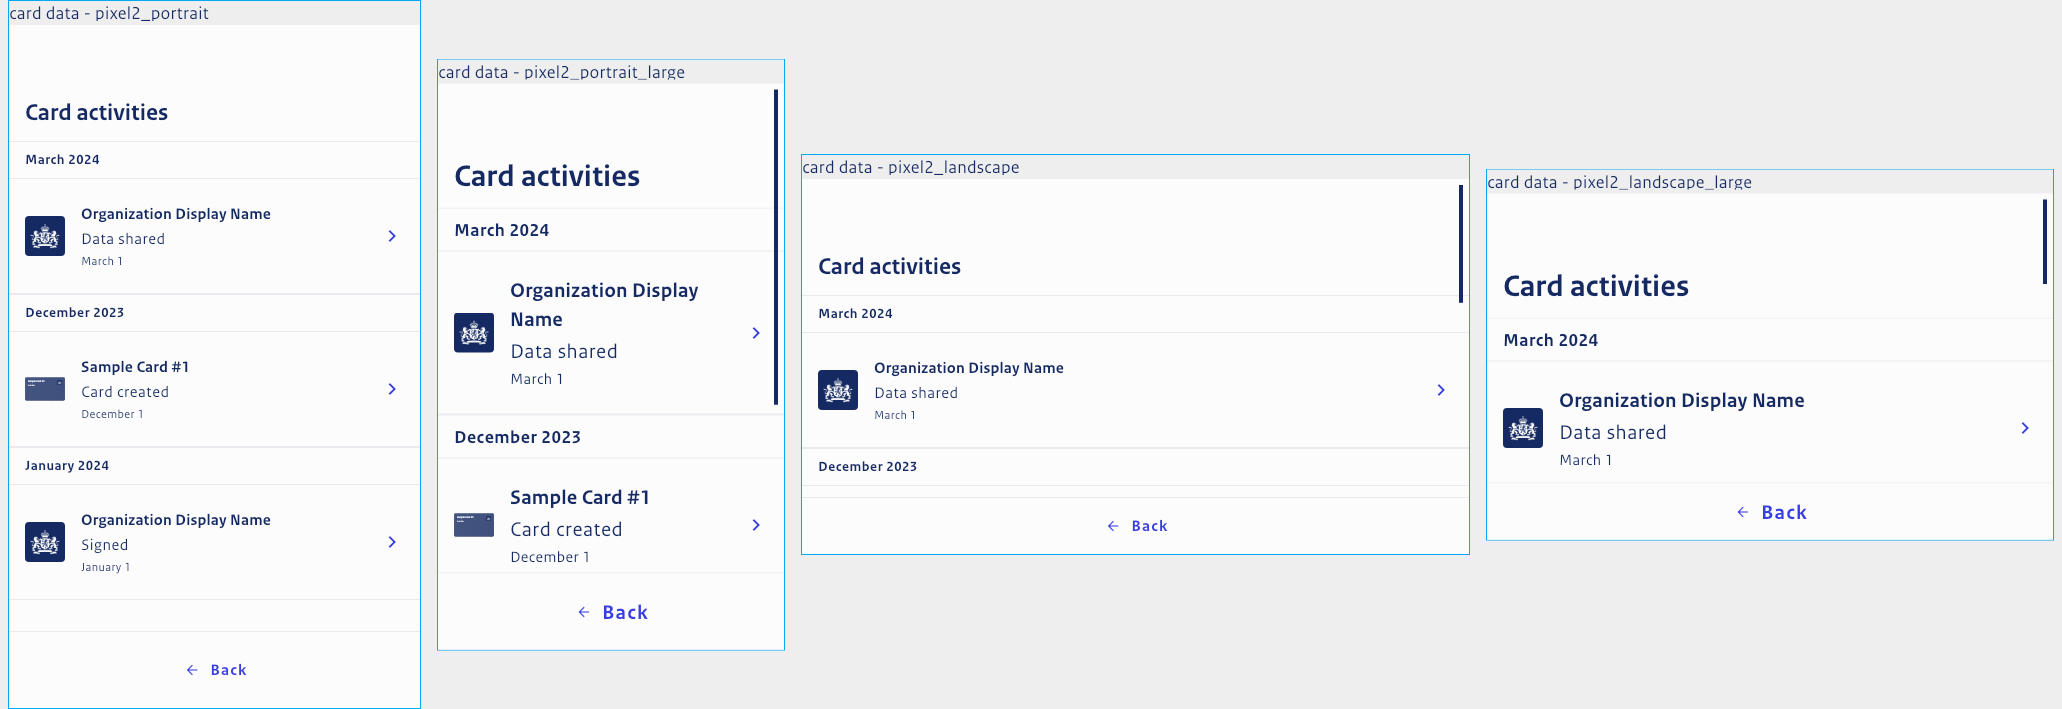 card data - pixel2_portrait
Card activities
March 2024
Organization Display Name
Data shared
March 1
December 2023
Sample Card #1
Card created
December 1
January 2024
Organization Display Name
Signed
January 1
Back
card data - pixel2_portrait_large
Card activities
March 2024
Organization Display
Name
Data shared
March 1
December 2023
Sample Card #1
Card created
December 1
Back
card data - pixel2_landscape
Card activities
March 2024
Organization Display Name
Data shared
March 1
December 2023
Back
card data - pixel2_landscape_large
Card activities
March 2024
Organization Display Name
Data shared
March 1
Back